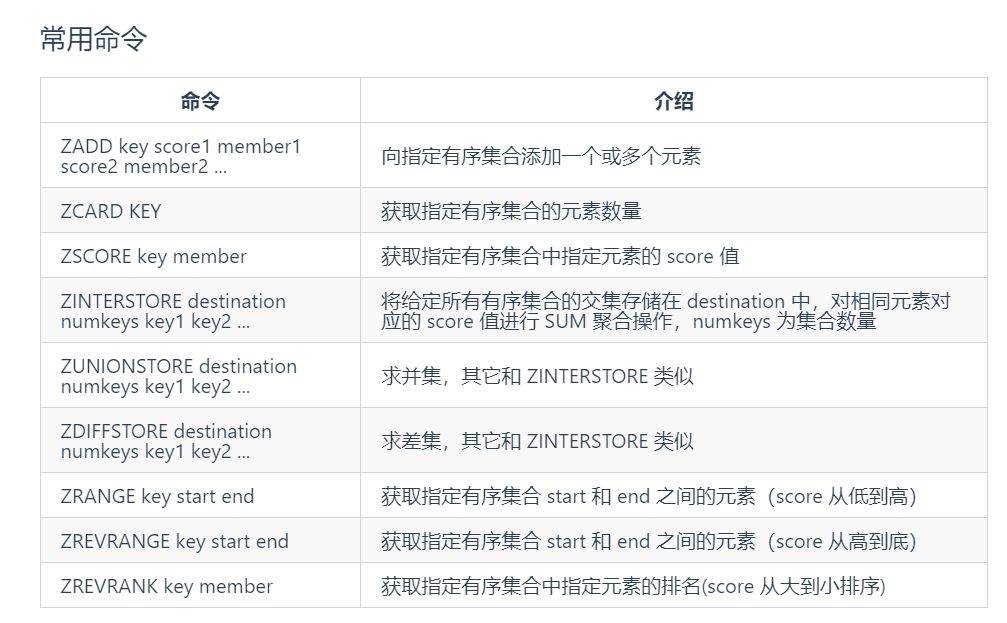 常用命令
命令
介绍
ZADD key score1 member1
score2 member2 ...
向指定有序集合添加一个或多个元素
ZCARD KEY
获取指定有序集合的元素数量
ZSCORE key member
获取指定有序集合中指定元素的 score 值
ZINTERSTORE destination
numkeys key1 key2 ...
将给定所有有序集合的交集存储在 destination 中，对相同元素对
应的 score 值进行 SUM 聚合操作，numkeys 为集合数量
ZUNIONSTORE destination
numkeys key1 key2 ...
求并集，其它和 ZINTERSTORE 类似
ZDIFFSTORE destination
numkeys key1 key2 ...
求差集，其它和 ZINTERSTORE 类似
ZRANGE key start end
获取指定有序集合 start 和 end 之间的元素（score 从低到高）
ZREVRANGE key start end
获取指定有序集合 start 和 end 之间的元素（score 从高到底）
ZREVRANK key member
获取指定有序集合中指定元素的排名(score 从大到小排序)